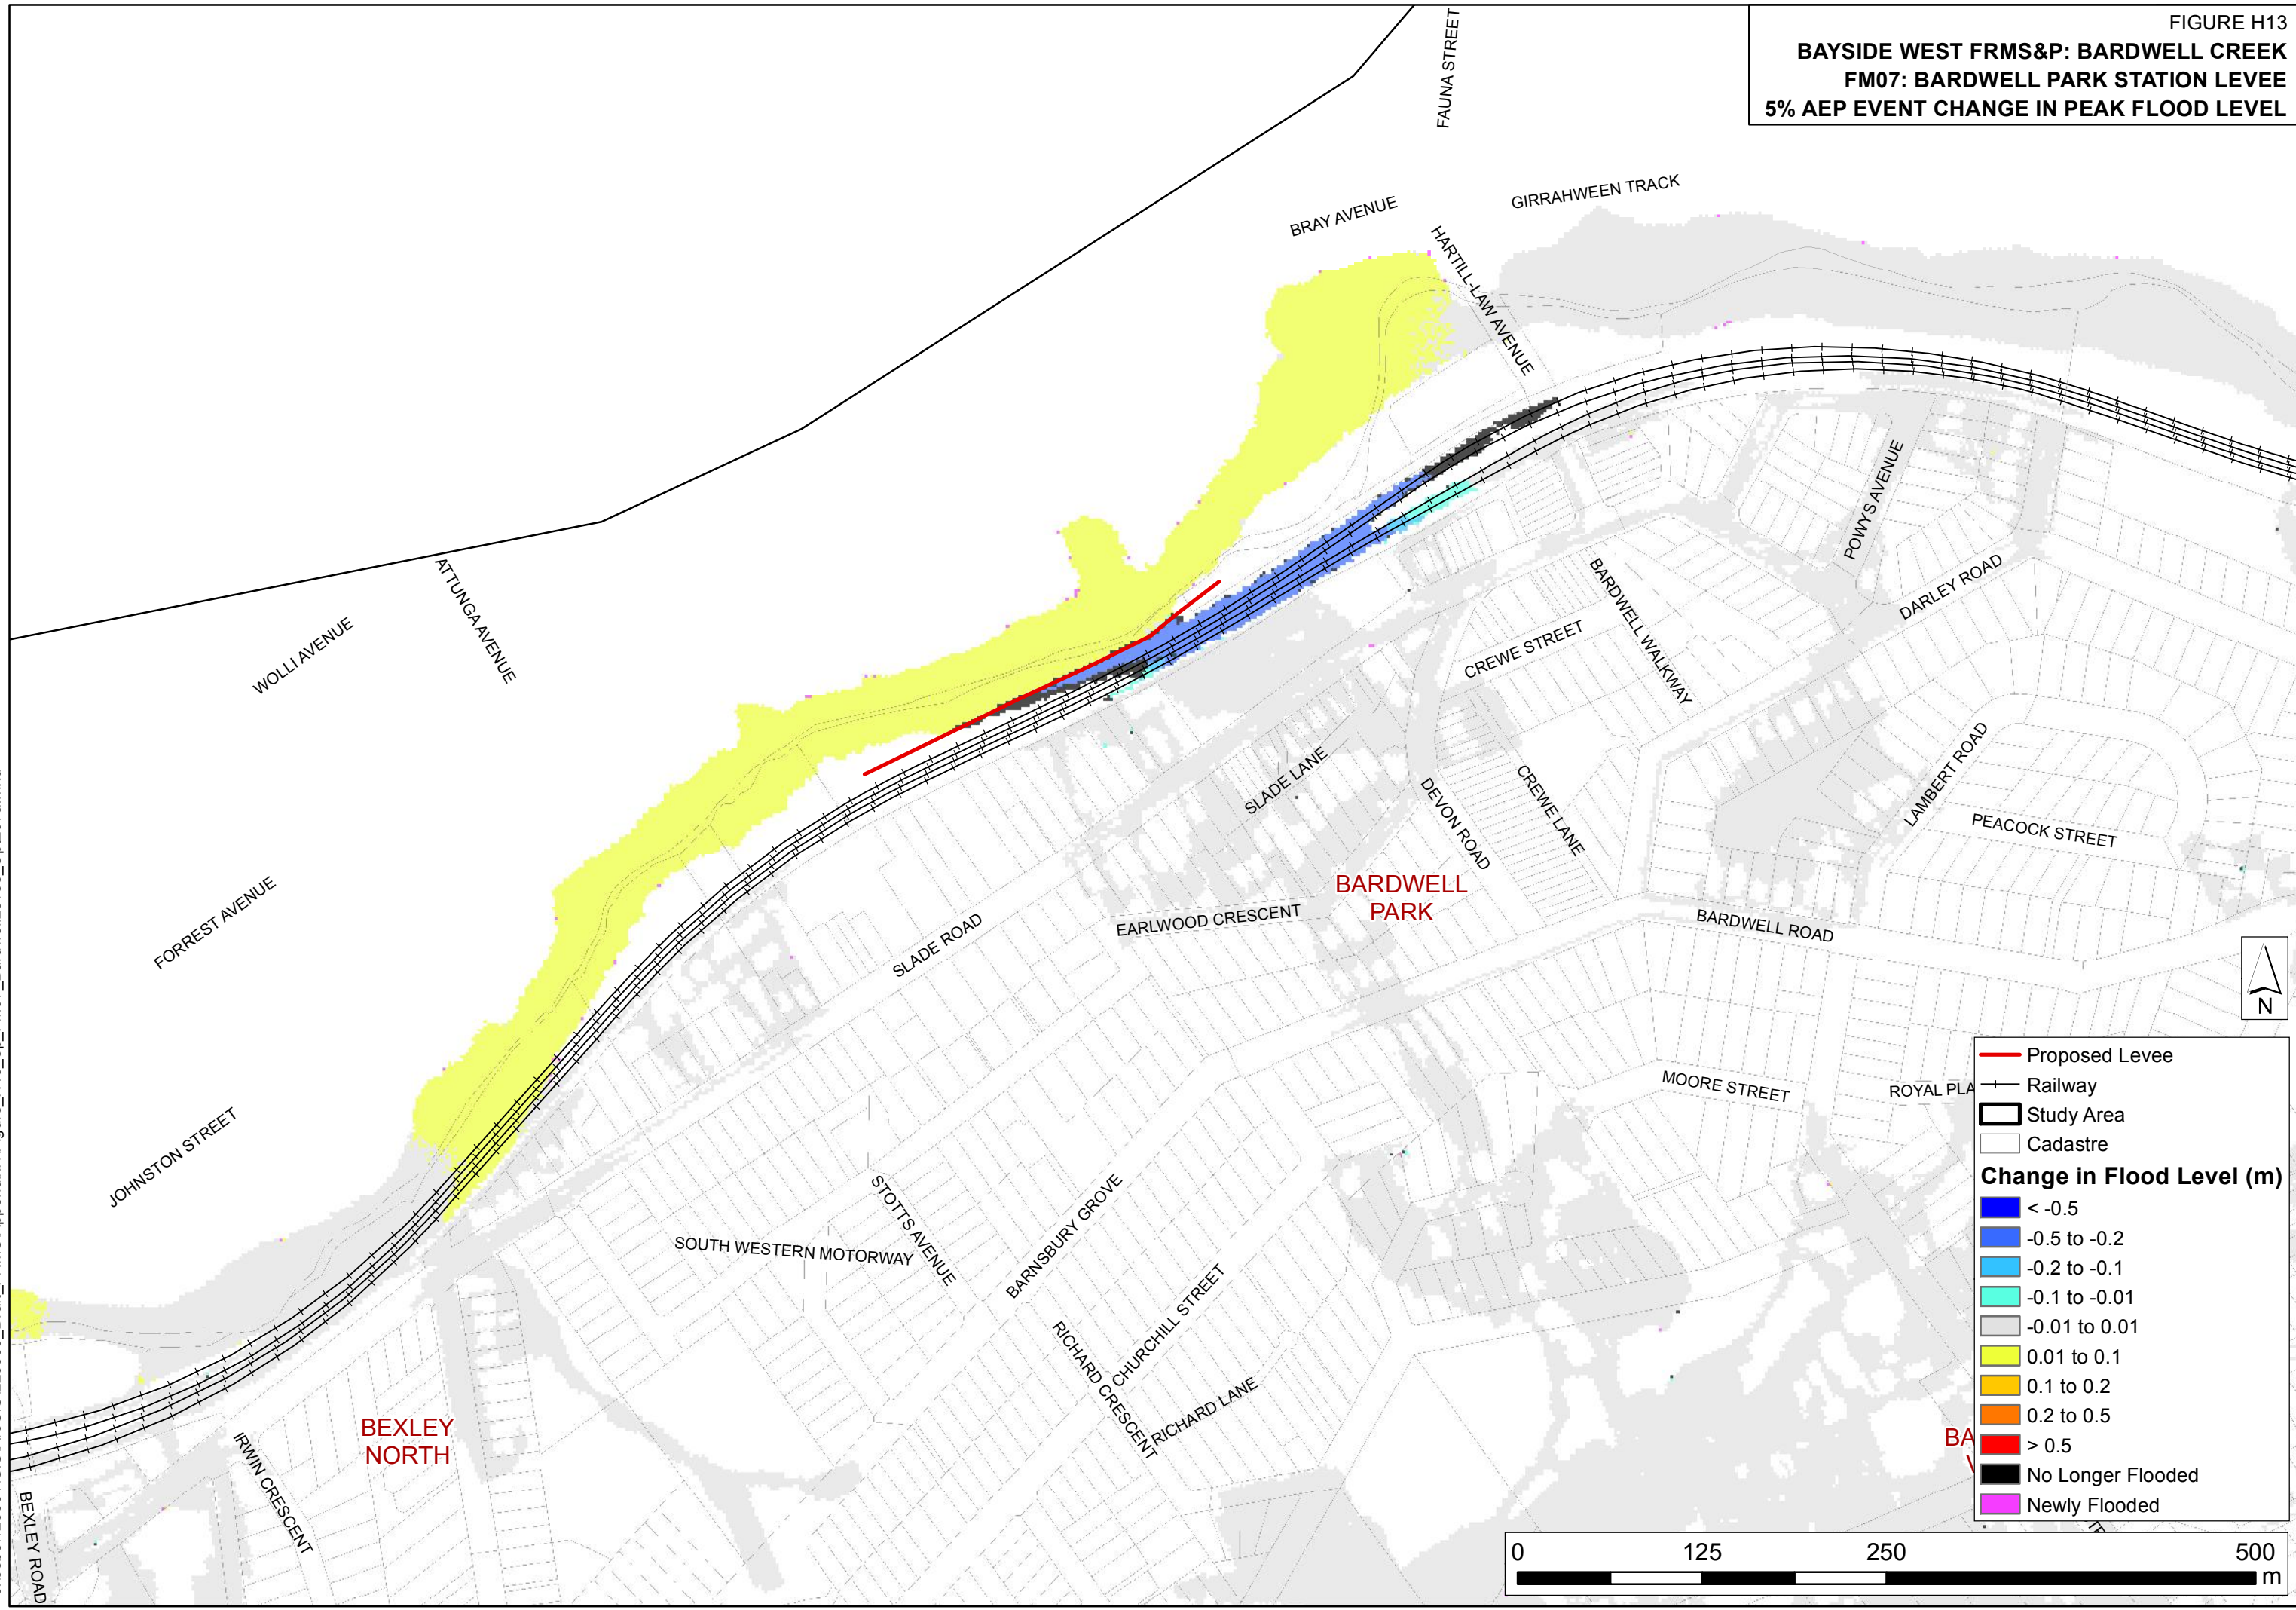 FIGURE H13
BAYSIDE WEST FRMS&P: BARDWELL CREEK
FM07: BARDWELL PARK STATION LEVEE
5% AEP EVENT CHANGE IN PEAK FLOOD LEVEL
FAUNA STREET
GIRRAHWEEN TRACK
BRAY AVENUE
HARTILL-LAW AVENUE
ATTUNGA AVENUE
WOLLI AVENUE
POWYS AVENUE
DARLEY ROAD
BARDWELL WALKWAY
CREWE STREET
SLADE LANE
DEVON ROAD
CREWE LANE
LAMBERT ROAD
PEACOCK STREET
FORREST AVENUE
BARDWELL
PARK
EARLWOOD CRESCENT
SLADE ROAD
BARDWELL ROAD
N
JOHNSTON STREET
MOORE STREET
ROYAL PLA
STOTTS AVENUE
BARNSBURY GROVE
SOUTH WESTERN MOTORWAY
CHURCHILL STREET
RICHARD CRESCENT
RICHARD LANE
BEXLEY
NORTH
IRWIN CRESCENT
BEXLEY ROAD
BA
Proposed Levee
Railway
Study Area
Cadastre
Change in Flood Level (m)
< -0.5
-0.5 to -0.2
-0.2 to -0.1
-0.1 to -0.01
-0.01 to 0.01
0.01 to 0.1
0.1 to 0.2
0.2 to 0.5
> 0.5
No Longer Flooded
Newly Flooded
0 125 250 500
m